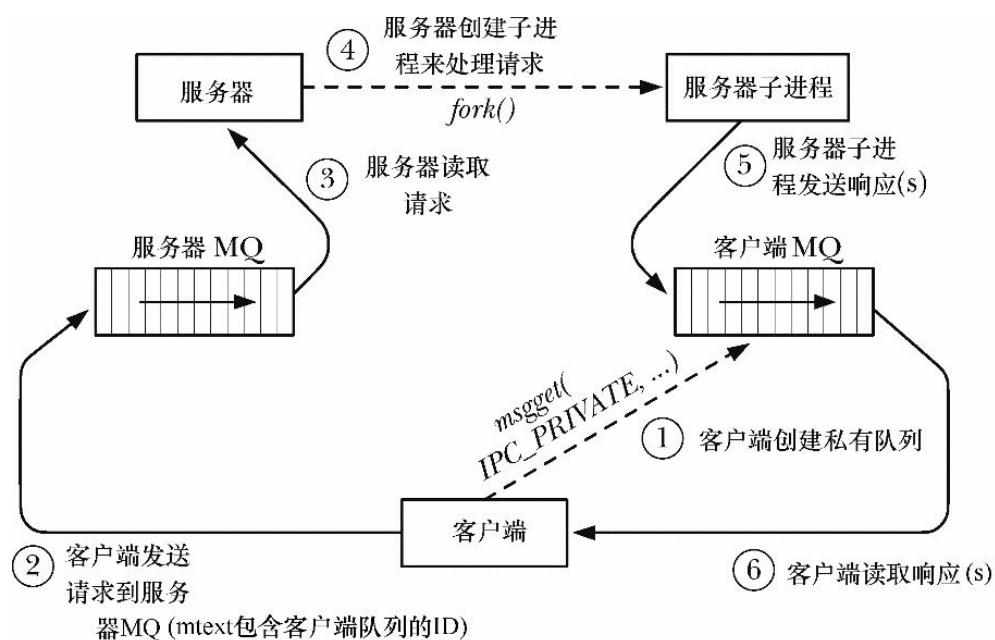 ④ 服务器创建子进
程来处理请求
服务器
fork()
服务器子进程
③ 服务器读取
请求
⑤ 服务器子进
程发送响应(s)
服务器 MQ
客户端 MQ
msgget(
IPC_PRIVATE, ...)
① 客户端创建私有队列
客户端
② 客户端发送
请求到服务
器MQ (mtext包含客户端队列的ID)
⑥ 客户端读取响应(s)